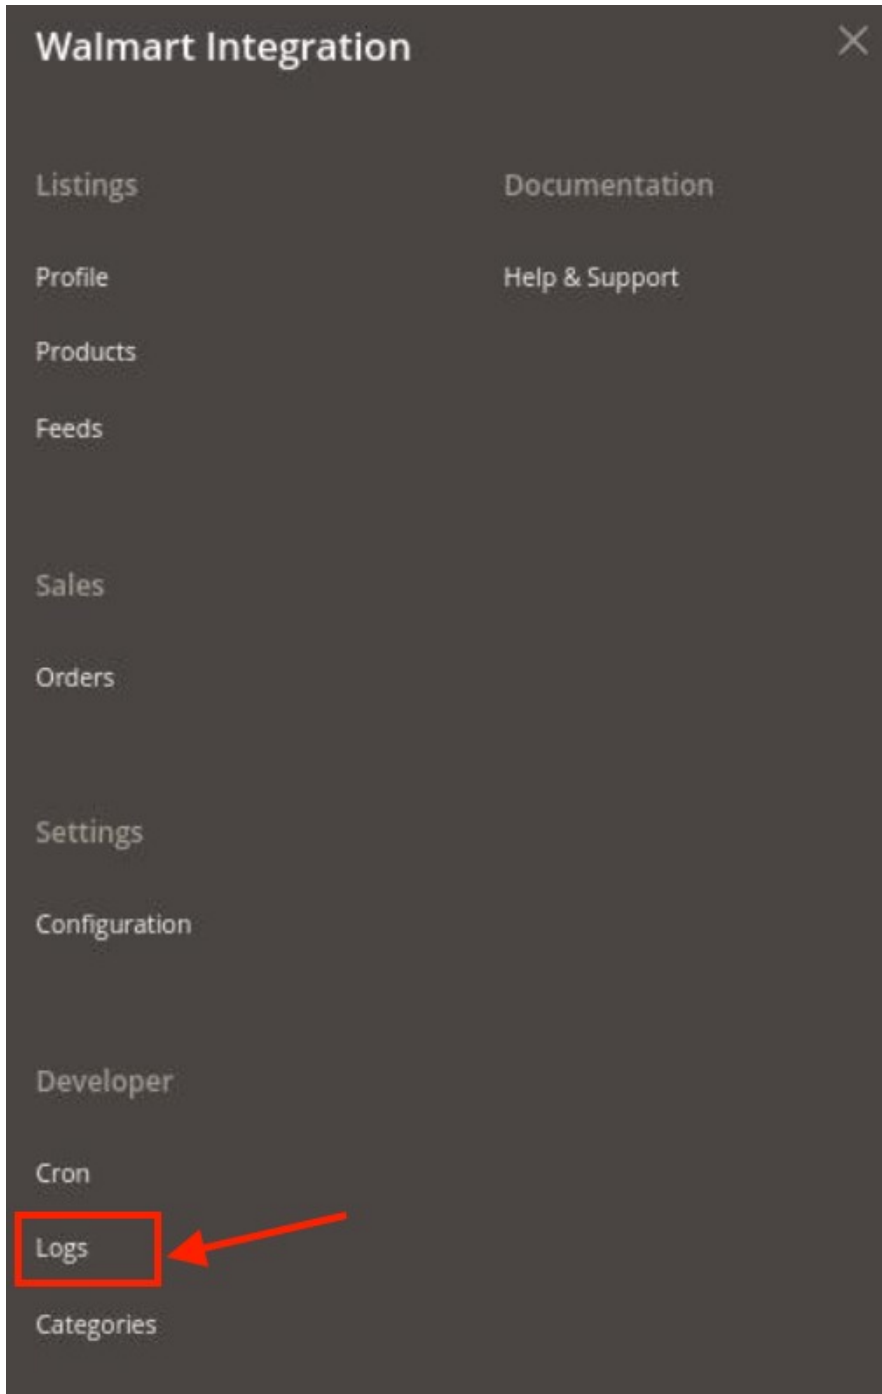 Walmart Integration
Listings
Profile
Products
Feeds
Sales
Orders
Settings
Configuration
Developer
Cron
Logs
Categories
Documentation
Help & Support